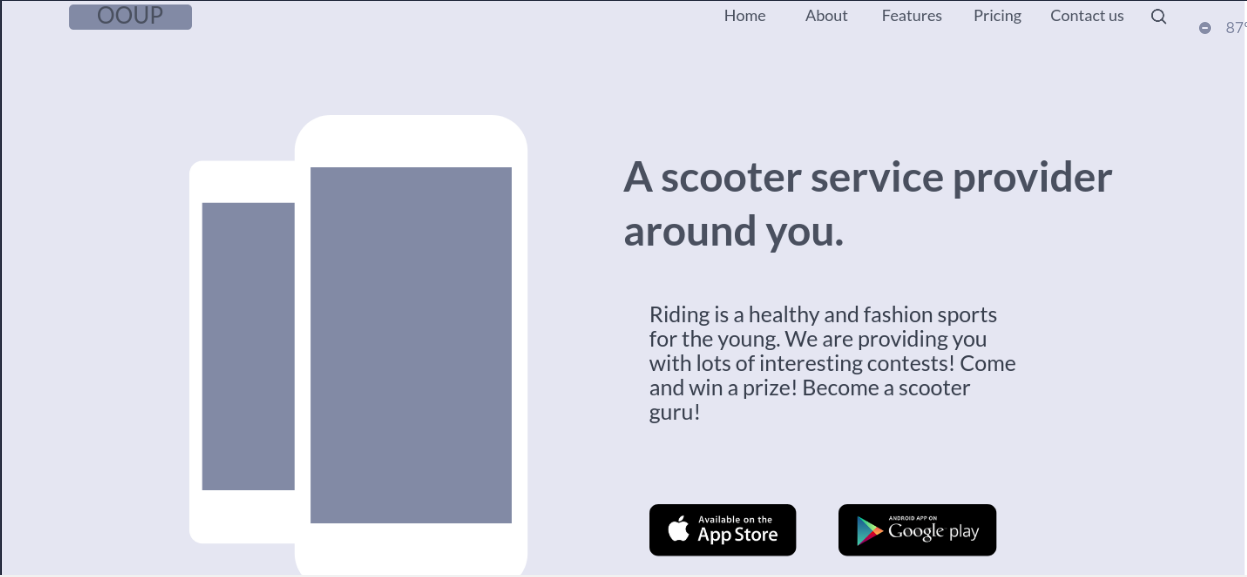 OOUP
Home About Features Pricing Contact us
87°
A scooter service provider
around you.
Riding is a healthy and fashion sports
for the young. We are providing you
with lots of interesting contests! Come
and win a prize! Become a scooter
guru!
Available on the
App Store
ANDROID APP ON
Google play